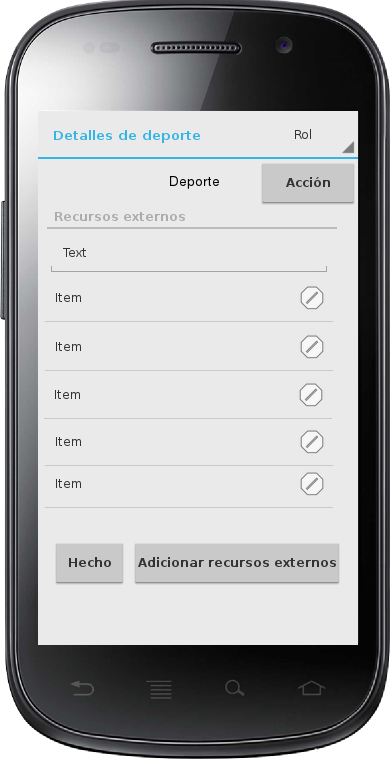 Detalles de deporte
Rol
Deporte
Acción
Recursos externos
Text
Item
Item
Item
Item
Item
Hecho
Adicionar recursos externos